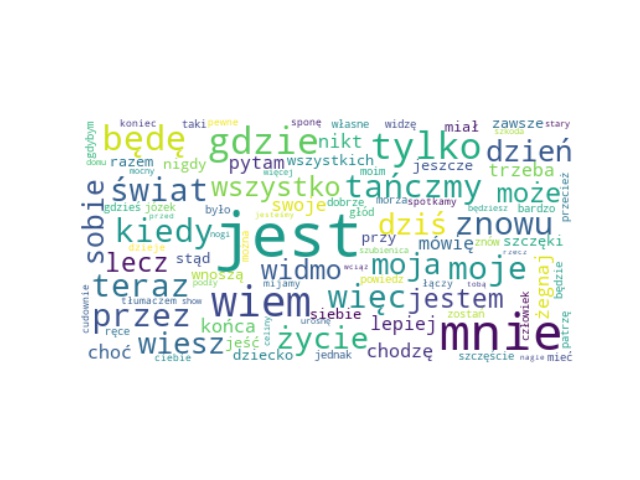 koniec taki pewne sponę własne widzę miał zawsze stary
gdybym będę gdzie nikt tylko szkoda dzień
domu razem nigdy pytam wszystkich jeszcze trzeba
mocny więcej moim przecież
świat wszystko tańczmy może
sobie gdzieś józek swoje dobrze morza spotkamy będziesz bardzo
przed było jesteśmy głód
kiedy jest dziś znowu
nogi przy mówię znów szczęki
dzieje można szubienica rzecz
lecz stąd widmo wciąż moja moje żegnaj
wnoszą powiedz będzie
teraz podły mijamy łączy tobą
cudownie tłumaczem show wiem więc jestem
przez siebie zostań człowiek
ręce końca urosnę lepiej mnie patrzę
wiesz jeść celiny życie
choć dziecko jednak chodzę szczęście nagie mieć
ciebie